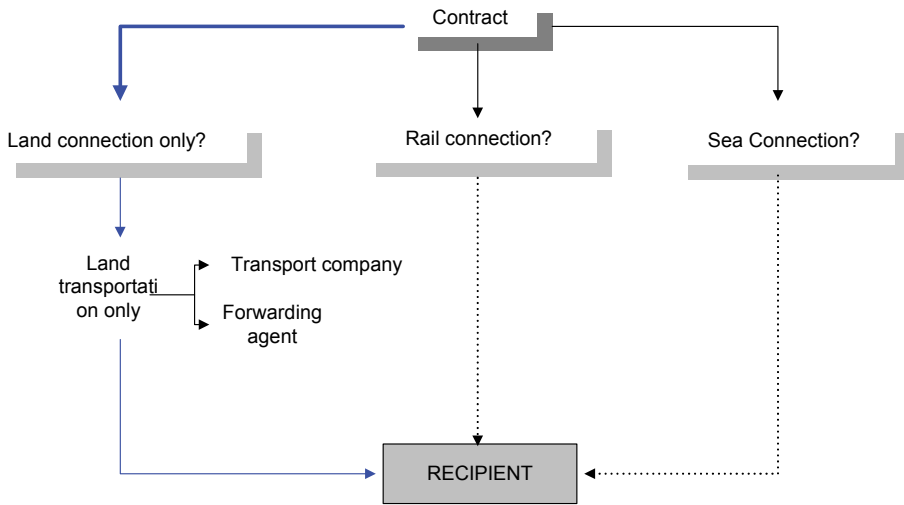 Contract
Land connection only?
Rail connection?
Sea Connection?
Land
transportati
on only
Transport company
Forwarding
agent
RECIPIENT